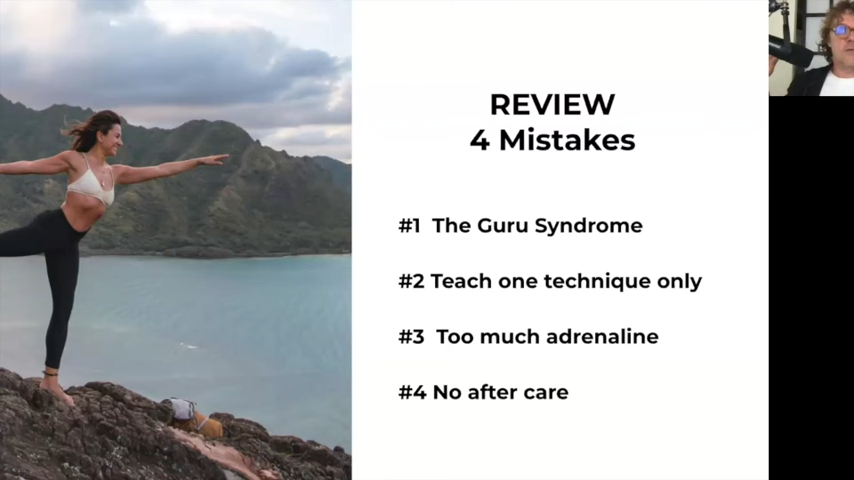 REVIEW
4 Mistakes
#1 The Guru Syndrome
#2 Teach one technique only
#3 Too much adrenaline
#4 No after care